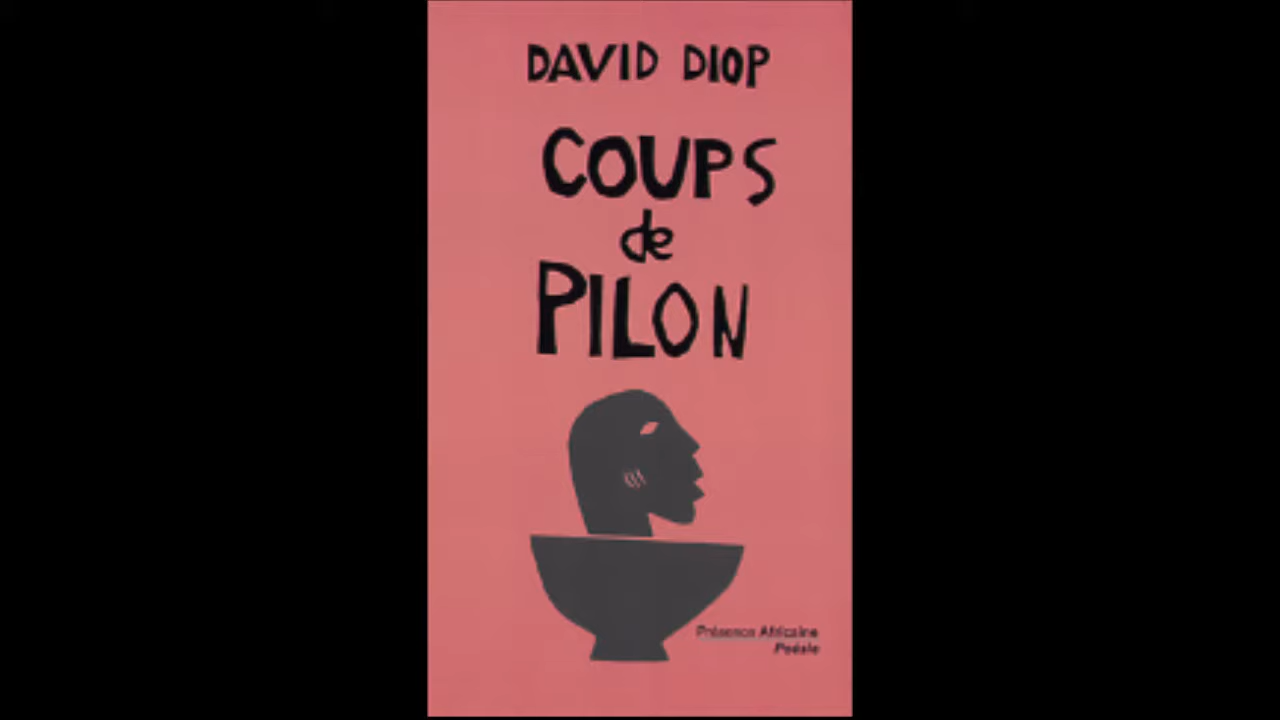 DAVID DIOP
COUPS
de
PILON
Présence Africaine
Poésie